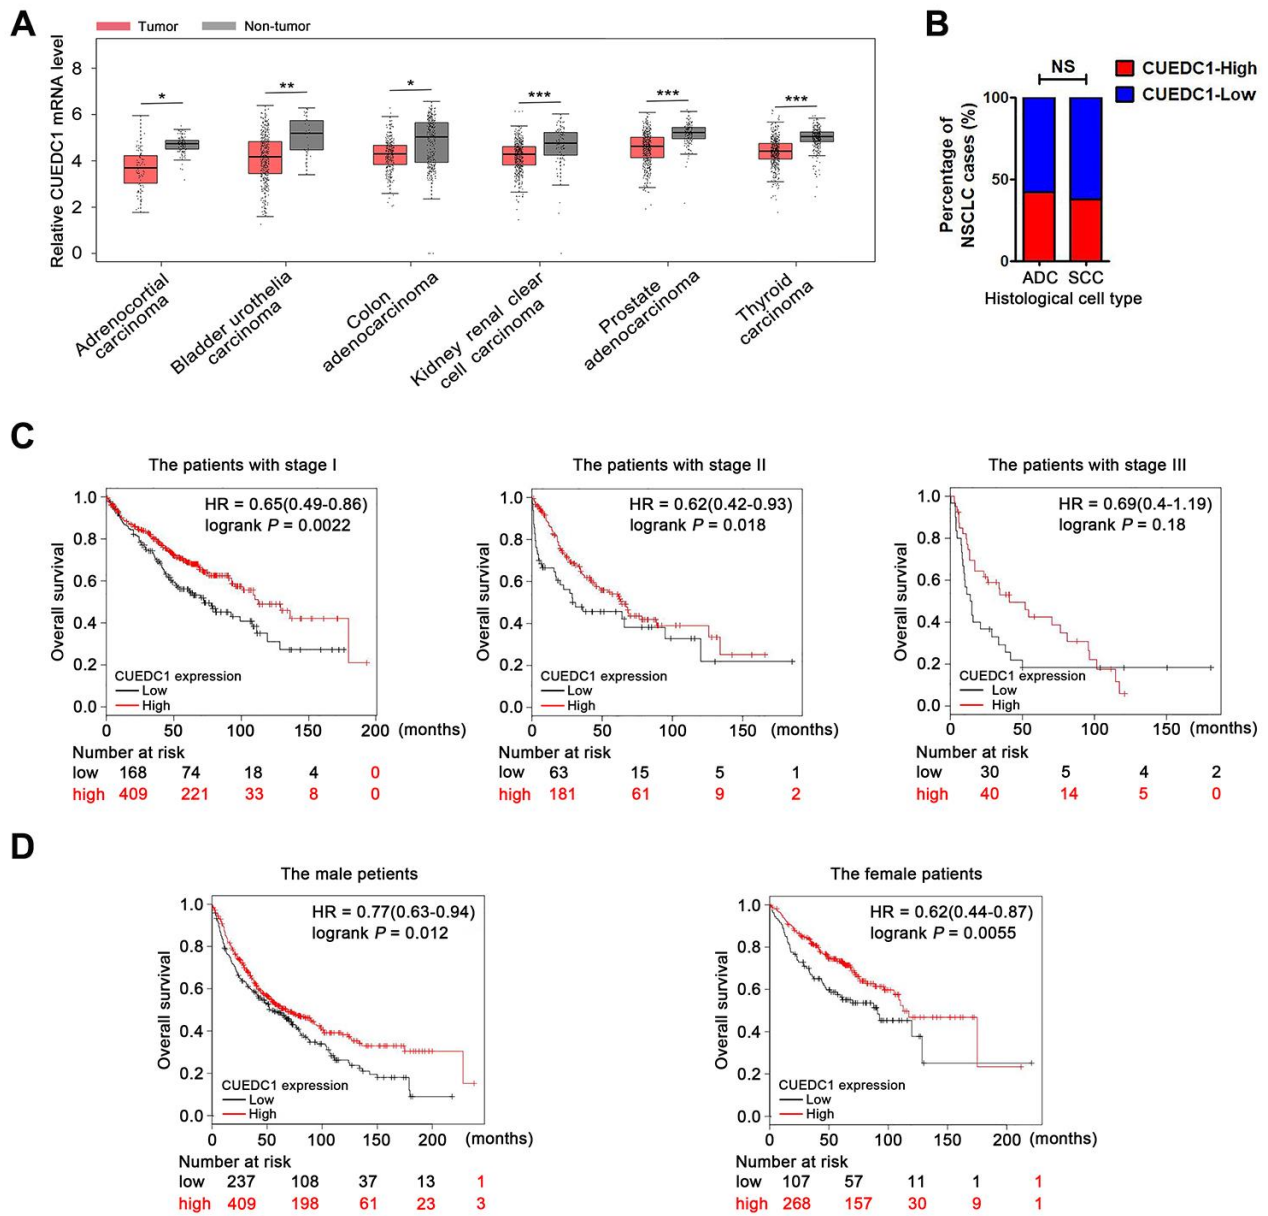 A
Tumor Non-tumor
Relative CUEDC1 mRNA level
8
6
4
2
0
* ** * *** *** ***
Adrenocortial carcinoma
Bladder urothelia carcinoma
Colon adenocarcinoma
Kidney renal clear cell carcinoma
Prostate adenocarcinoma
Thyroid carcinoma
B
NS
CUEDC1-High
CUEDC1-Low
Percentage of NSCLC cases (%)
100
50
0
ADC SCC
Histological cell type
C
The patients with stage I
HR = 0.65(0.49-0.86)
logrank P = 0.0022
Overall survival
1.0
0.8
0.6
0.4
0.2
0.0
CUEDC1 expression
Low
High
0 50 100 150 200 (months)
Number at risk
low 168 74 18 4 0
high 409 221 33 8 0
The patients with stage II
HR = 0.62(0.42-0.93)
logrank P = 0.018
Overall survival
1.0
0.8
0.6
0.4
0.2
0.0
CUEDC1 expression
Low
High
0 50 100 150 (months)
Number at risk
low 63 15 5 1
high 181 61 9 2
The patients with stage III
HR = 0.69(0.4-1.19)
logrank P = 0.18
Overall survival
1.0
0.8
0.6
0.4
0.2
0.0
CUEDC1 expression
Low
High
0 50 100 150 (months)
Number at risk
low 30 5 4 2
high 40 14 5 0
D
The male petients
HR = 0.77(0.63-0.94)
logrank P = 0.012
Overall survival
1.0
0.8
0.6
0.4
0.2
0.0
CUEDC1 expression
Low
High
0 50 100 150 200 (months)
Number at risk
low 237 108 37 13 1
high 409 198 61 23 3
The female patients
HR = 0.62(0.44-0.87)
logrank P = 0.0055
Overall survival
1.0
0.8
0.6
0.4
0.2
0.0
CUEDC1 expression
Low
High
0 50 100 150 200 (months)
Number at risk
low 107 57 11 1 1
high 268 157 30 9 1